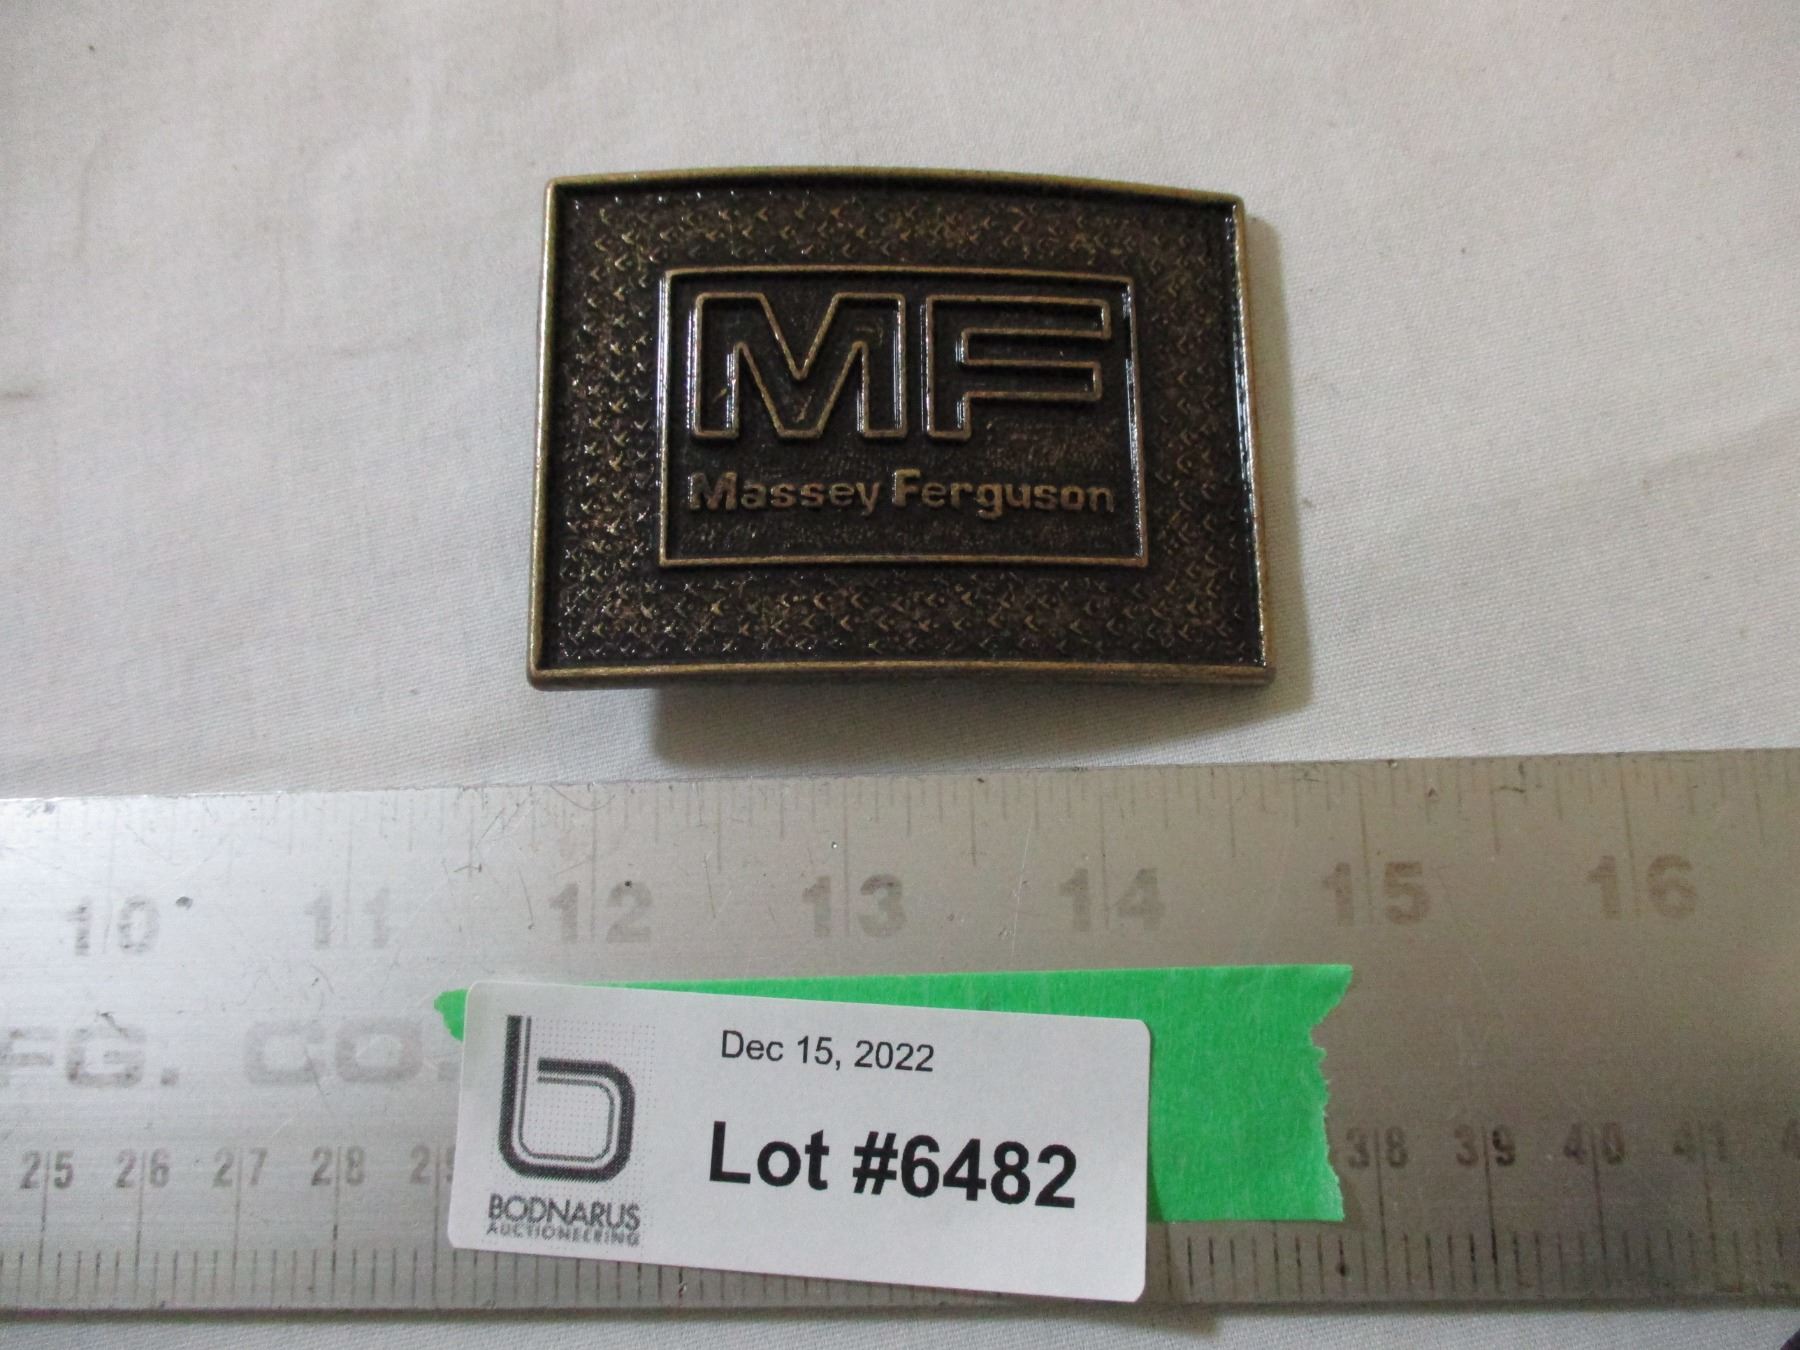 MF
Massey Ferguson
10 11 12 13 14 15 16
FG. CO.
Dec 15, 2022
Lot #6482
BODNARUS
AUCTIONEERING
25 26 27 28 29 38 39 40 41